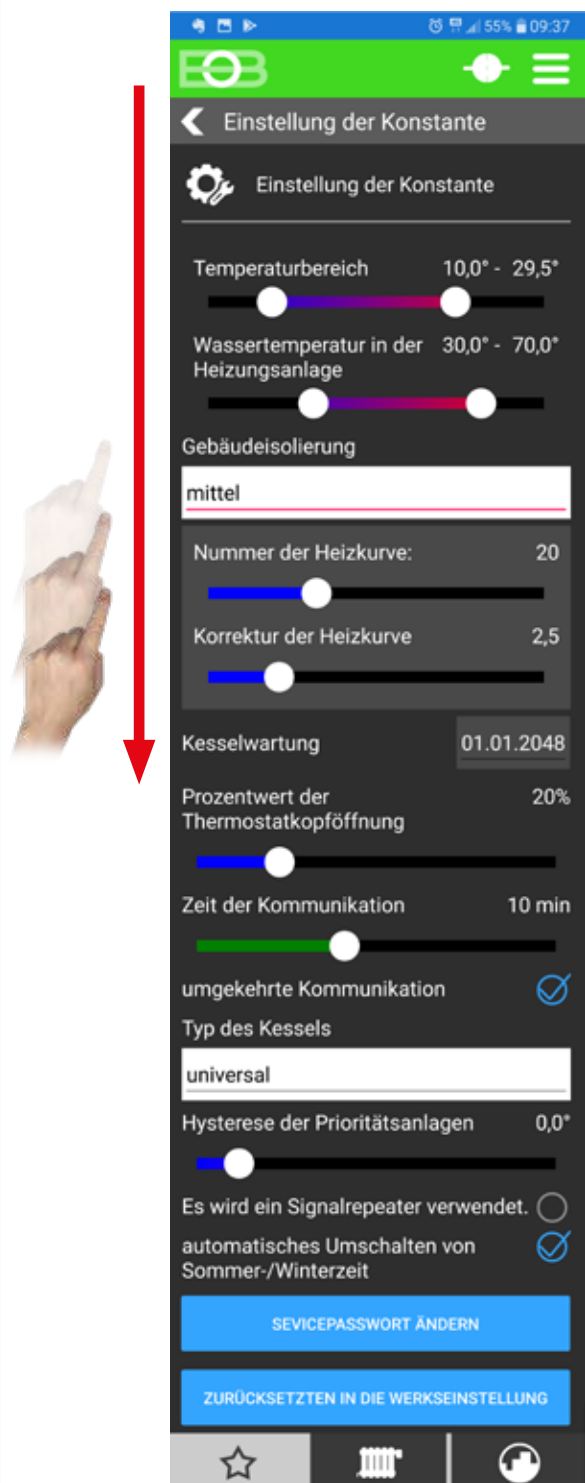 55% 09:37
EOB
Einstellung der Konstante
Einstellung der Konstante
Temperaturbereich 10,0° - 29,5°
Wassertemperatur in der 30,0° - 70,0°
Heizungsanlage
Gebäudeisolierung
mittel
Nummer der Heizkurve: 20
Korrektur der Heizkurve 2,5
Kesselwartung 01.01.2048
Prozentwert der 20%
Thermostatkopföffnung
Zeit der Kommunikation 10 min
umgekehrte Kommunikation
Typ des Kessels
universal
Hysterese der Prioritätsanlagen 0,0°
Es wird ein Signalrepeater verwendet.
automatisches Umschalten von
Sommer-/Winterzeit
SEVICEPASSWORT ÄNDERN
ZURÜCKSETZTEN IN DIE WERKSEINSTELLUNG